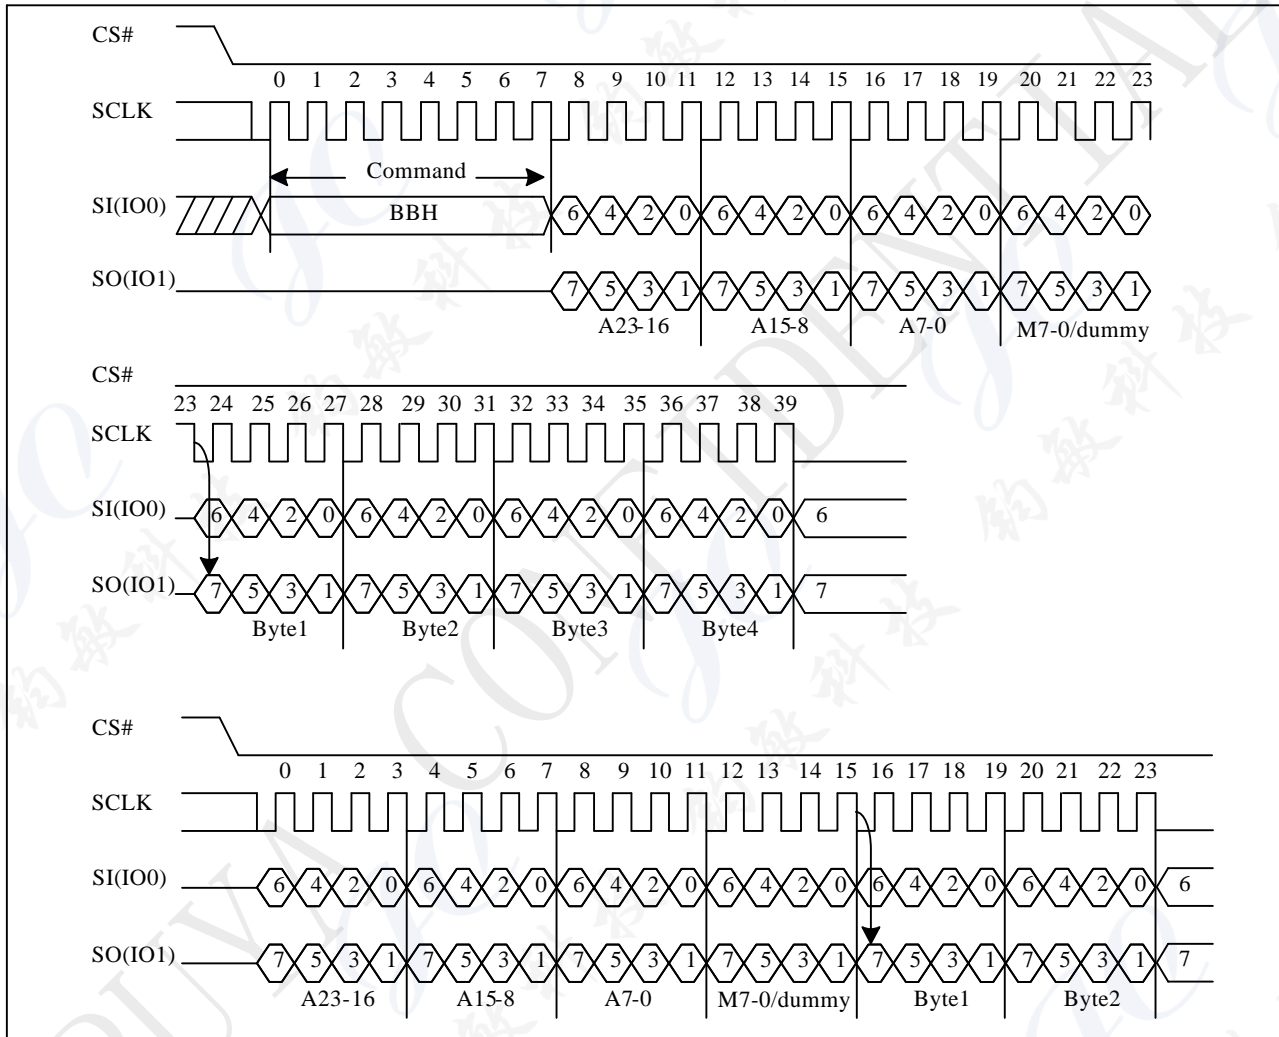 CS#
0 1 2 3 4 5 6 7 8 9 10 11 12 13 14 15 16 17 18 19 20 21 22 23
SCLK
Command
SI(IO0) BBH 6 4 2 0 6 4 2 0 6 4 2 0 6 4 2 0
SO(IO1) 7 5 3 1 7 5 3 1 7 5 3 1 7 5 3 1
A23-16 A15-8 A7-0 M7-0/dummy
CS#
23 24 25 26 27 28 29 30 31 32 33 34 35 36 37 38 39
SCLK
SI(IO0) 6 4 2 0 6 4 2 0 6 4 2 0 6 4 2 0 6
SO(IO1) 7 5 3 1 7 5 3 1 7 5 3 1 7 5 3 1 7
Byte1 Byte2 Byte3 Byte4
CS#
0 1 2 3 4 5 6 7 8 9 10 11 12 13 14 15 16 17 18 19 20 21 22 23
SCLK
SI(IO0) 6 4 2 0 6 4 2 0 6 4 2 0 6 4 2 0 6 4 2 0 6 4 2 0 6
SO(IO1) 7 5 3 1 7 5 3 1 7 5 3 1 7 5 3 1 7 5 3 1 7 5 3 1 7
A23-16 A15-8 A7-0 M7-0/dummy Byte1 Byte2
PUYA CONFIDENTIAL